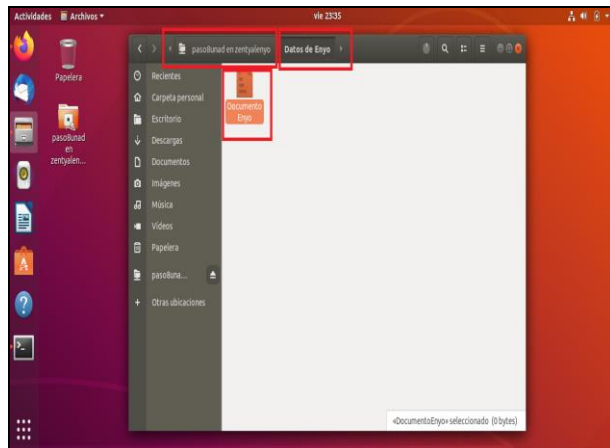 Actividades
Archivos
vie 23:35
pasoBunad en zentyalenyo
Datos de Enyo
Papelera
pasoBunad
en
zentyalen...
Recientes
Carpeta personal
Escritorio
Descargas
Documentos
Imágenes
Música
Vídeos
Papelera
pasoBuna...
+ Otras ubicaciones
Documento
Enyo
«DocumentoEnyo» seleccionado (0 bytes)